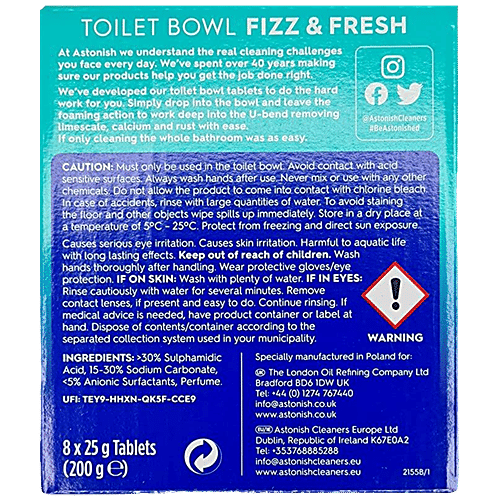 TOILET BOWL FIZZ & FRESH
At Astonish we understand the real cleaning challenges
you face every day. We've spent over 40 years making
sure our products help you get the job done right.
We've developed our toilet bowl tablets to do the hard
work for you. Simply drop into the bowl and leave the
foaming action to work deep into the U-bend removing
limescale, calcium and rust with ease.
If only cleaning the whole bathroom was as easy.
@AstonishCleaners
#BeAstonished
CAUTION: Must only be used in the toilet bowl. Avoid contact with acid
sensitive surfaces. Always wash hands after use. Never mix or use with any other
chemicals. Do not allow the product to come into contact with chlorine bleach.
In case of accidents, rinse with large quantities of water. To avoid staining
the floor and other objects wipe spills up immediately. Store in a dry place at
a temperature of 5ºC - 25ºC. Protect from freezing and direct sun exposure.
Causes serious eye irritation. Causes skin irritation. Harmful to aquatic life
with long lasting effects. Keep out of reach of children. Wash
hands thoroughly after handling. Wear protective gloves/eye
protection. IF ON SKIN: Wash with plenty of water. IF IN EYES:
Rinse cautiously with water for several minutes. Remove
contact lenses, if present and easy to do. Continue rinsing. If
medical advice is needed, have product container or label at
hand. Dispose of contents/container according to the
separated collection system used in your municipality.
WARNING
INGREDIENTS: >30% Sulphamidic
Acid, 15-30% Sodium Carbonate,
<5% Anionic Surfactants, Perfume.
UFI: TEY9-HHXN-QK5F-CCE9
8 x 25 g Tablets
(200 g ℮)
Specially manufactured in Poland for:
UK The London Oil Refining Company Ltd
Bradford BD6 1DW UK
Tel: +44 (0) 1274 767440
info@astonish.co.uk
www.astonish.co.uk
EU/IE Astonish Cleaners Europe Ltd
Dublin, Republic of Ireland K67E0A2
Tel: +353768885288
info@astonishcleaners.eu
www.astonishcleaners.eu
21558/1